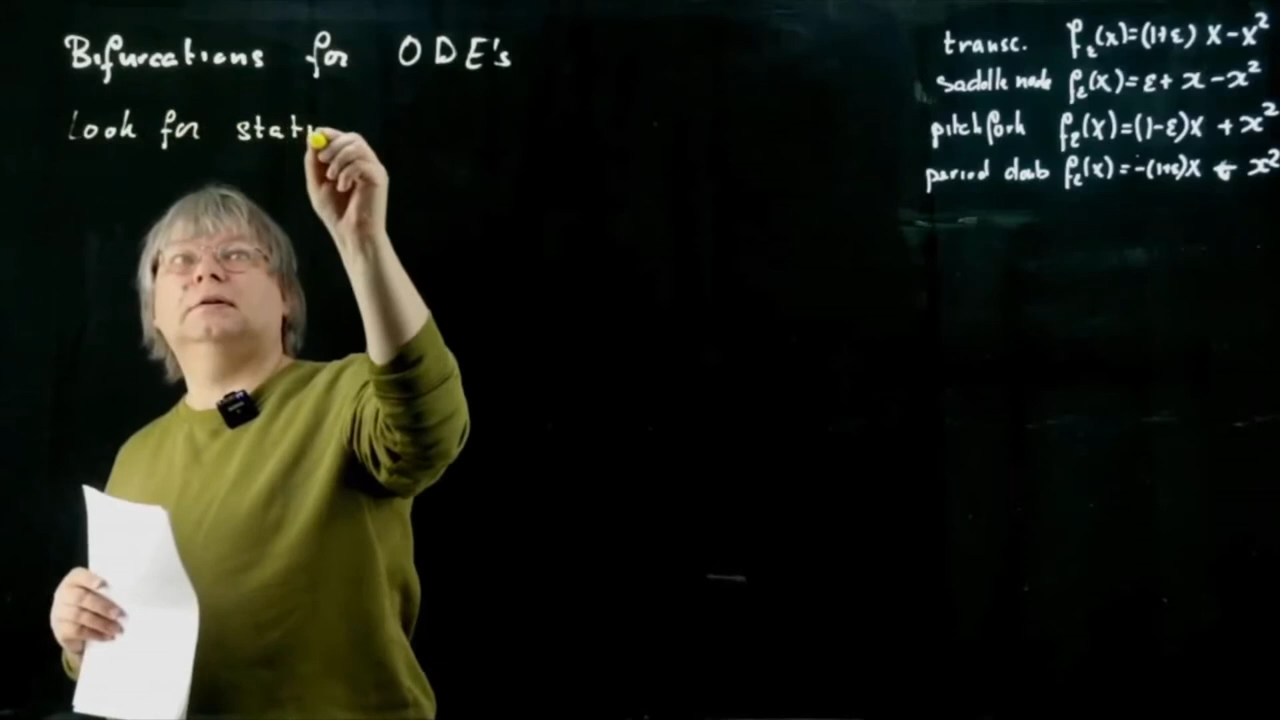 Bifurcations for ODE's
Look for stati
transc. f_ε(x)=(1+ε) x-x²
saddle node f_ε(x)=ε+ x-x²
pitchfork f_ε(x)=(1-ε)x +x²
period doub f_ε(x)=-(1+ε)x + x²